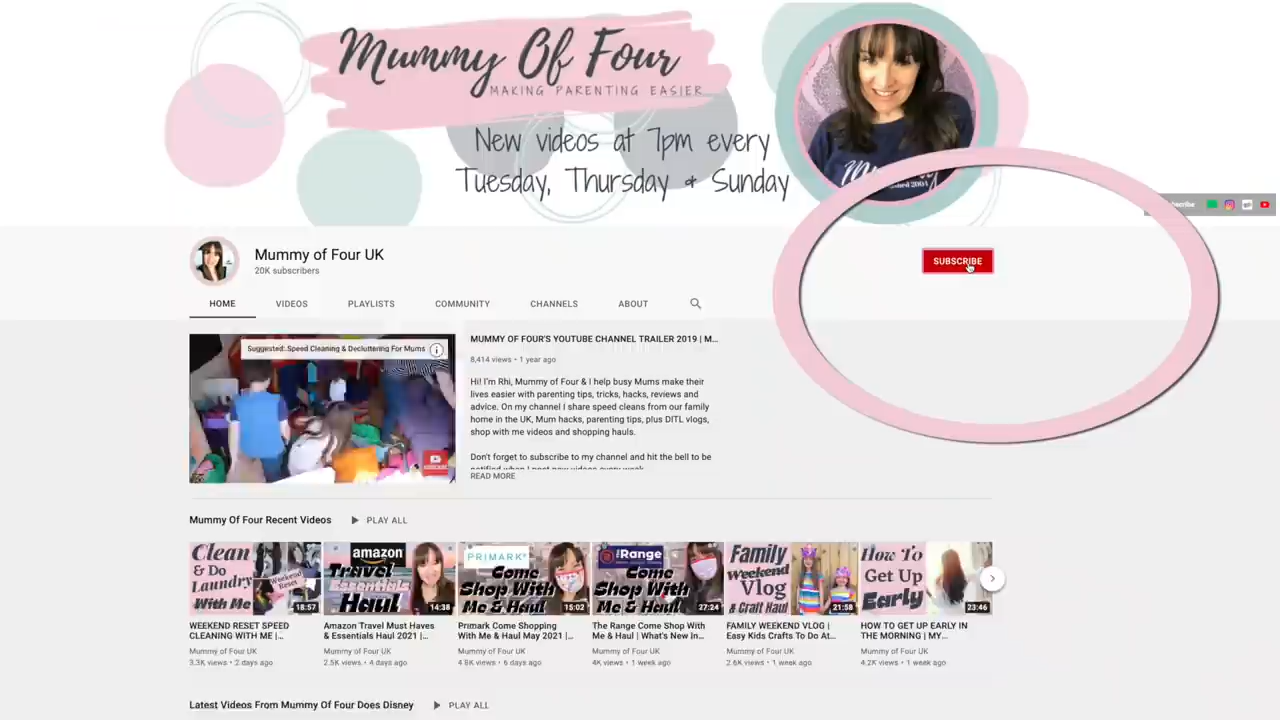 Mummy Of Four
MAKING PARENTING EASIER
New videos at 7pm every
Tuesday, Thursday & Sunday
Mummy of Four UK
20K subscribers
SUBSCRIBE
HOME
VIDEOS
PLAYLISTS
COMMUNITY
CHANNELS
ABOUT
Suggested: Speed Cleaning & Decluttering For Mums
MUMMY OF FOUR'S YOUTUBE CHANNEL TRAILER 2019 | M...
8,414 views • 1 year ago
Hi! I'm Rhi, Mummy of Four & I help busy Mums make their
lives easier with parenting tips, tricks, hacks, reviews and
advice. On my channel I share speed cleans from our family
home in the UK, Mum hacks, parenting tips, plus DITL vlogs,
shop with me videos and shopping hauls.
Don't forget to subscribe to my channel and hit the bell to be
notified when I post new videos every week
READ MORE
Mummy Of Four Recent Videos
PLAY ALL
Clean
& Do
Laundry
With Me
Weekend
Reset
18:57
amazon
Travel
Essentials
Haul
14:38
PRIMARK
Come
Shop With
Me & Haul
15:02
The Range
Come
Shop With
Me & Haul
27:24
Family
Weekend
Vlog
& Craft Haul
21:58
How To
Get Up
Early
23:46
WEEKEND RESET SPEED
CLEANING WITH ME |...
Mummy of Four UK
3.3K views • 2 days ago
Amazon Travel Must Haves
& Essentials Haul 2021 |...
Mummy of Four UK
2.5K views • 4 days ago
Primark Come Shopping
With Me & Haul May 2021 |...
Mummy of Four UK
4.8K views • 6 days ago
The Range Come Shop With
Me & Haul | What's New In...
Mummy of Four UK
4K views • 1 week ago
FAMILY WEEKEND VLOG |
Easy Kids Crafts To Do At...
Mummy of Four UK
2.6K views • 1 week ago
HOW TO GET UP EARLY IN
THE MORNING | MY...
Mummy of Four UK
4.2K views • 1 week ago
Latest Videos From Mummy Of Four Does Disney
PLAY ALL